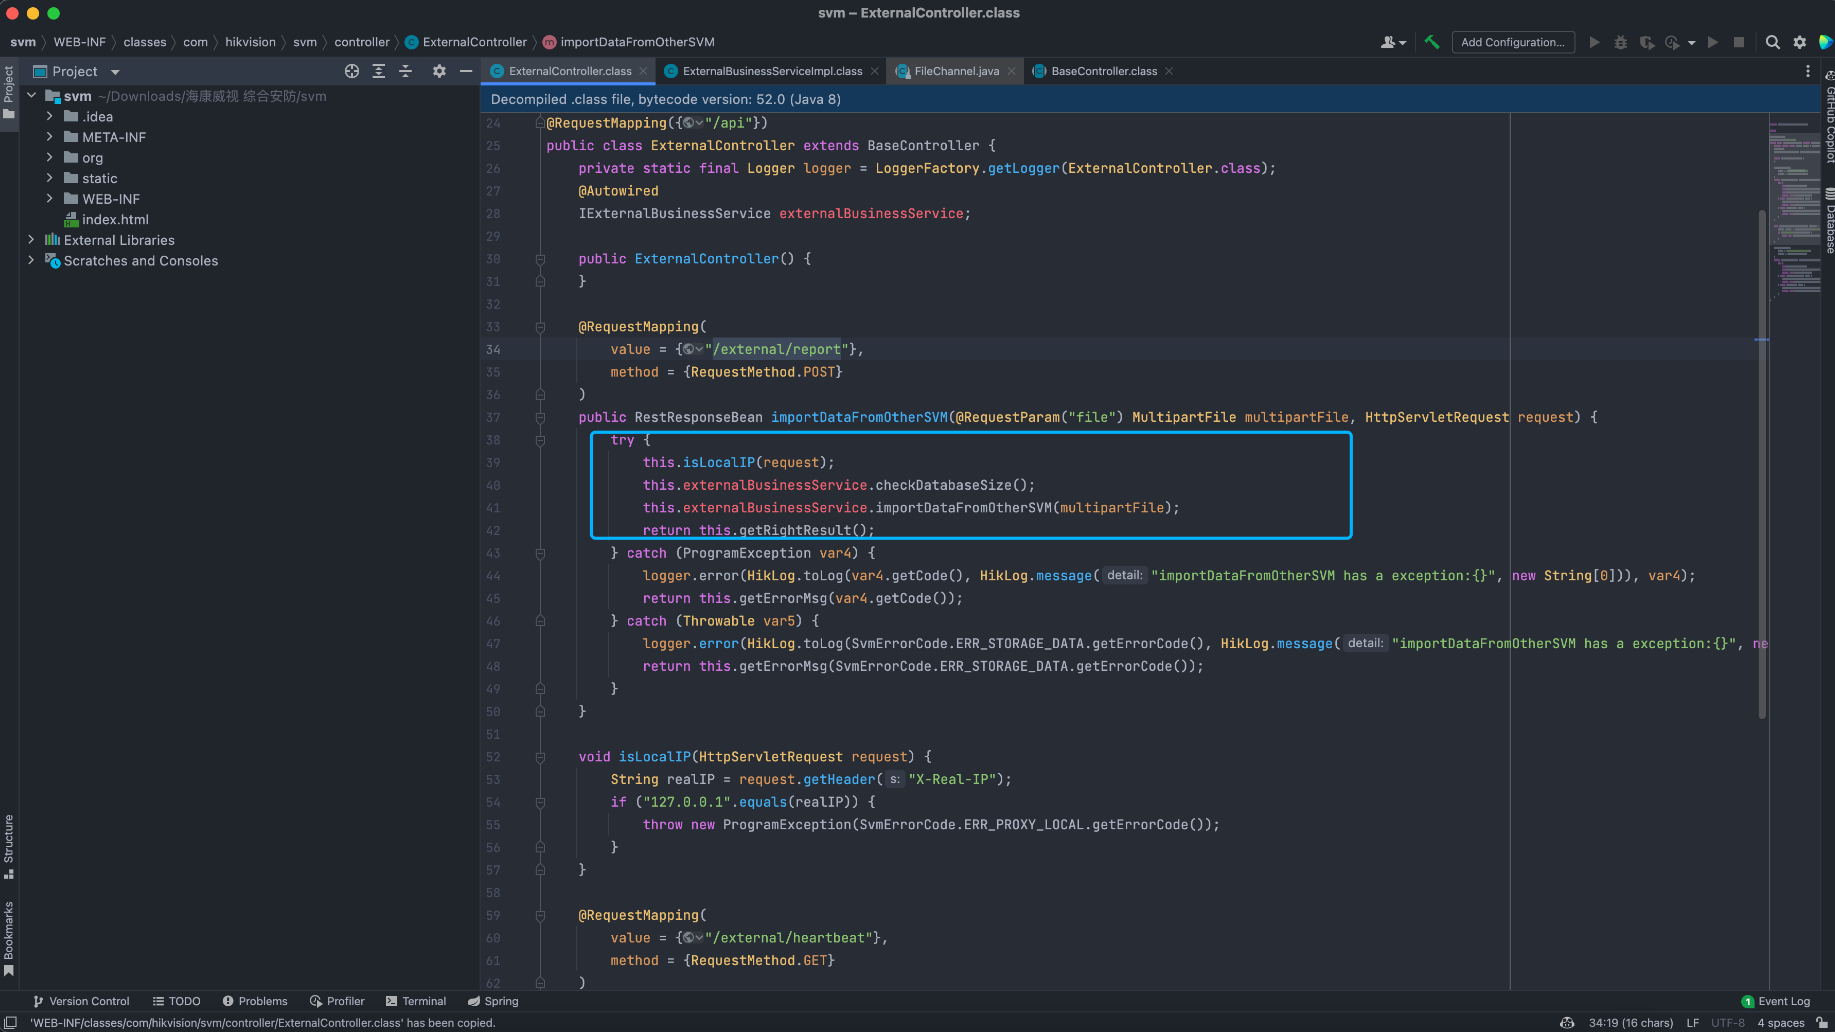 svm – ExternalController.class
svm 〉 WEB-INF 〉 classes 〉 com 〉 hikvision 〉 svm 〉 controller 〉 ExternalController 〉 importDataFromOtherSVM
Add Configuration...
Project
ExternalController.class
ExternalBusinessServiceImpl.class
FileChannel.java
BaseController.class
Project
svm ~/Downloads/海康威视 综合安防/svm
.idea
META-INF
org
static
WEB-INF
index.html
External Libraries
Scratches and Consoles
Decompiled .class file, bytecode version: 52.0 (Java 8)
24 @RequestMapping({"/api"})
25 public class ExternalController extends BaseController {
26 private static final Logger logger = LoggerFactory.getLogger(ExternalController.class);
27 @Autowired
28 IExternalBusinessService externalBusinessService;
29
30 public ExternalController() {
31 }
32
33 @RequestMapping(
34 value = {"/external/report"},
35 method = {RequestMethod.POST}
36 )
37 public RestResponseBean importDataFromOtherSVM(@RequestParam("file") MultipartFile multipartFile, HttpServletRequest request) {
38 try {
39 this.isLocalIP(request);
40 this.externalBusinessService.checkDatabaseSize();
41 this.externalBusinessService.importDataFromOtherSVM(multipartFile);
42 return this.getRightResult();
43 } catch (ProgramException var4) {
44 logger.error(HikLog.toLog(var4.getCode(), HikLog.message( detail: "importDataFromOtherSVM has a exception:{}", new String[0])), var4);
45 return this.getErrorMsg(var4.getCode());
46 } catch (Throwable var5) {
47 logger.error(HikLog.toLog(SvmErrorCode.ERR_STORAGE_DATA.getErrorCode(), HikLog.message( detail: "importDataFromOtherSVM has a exception:{}", ne
48 return this.getErrorMsg(SvmErrorCode.ERR_STORAGE_DATA.getErrorCode());
49 }
50 }
51
52 void isLocalIP(HttpServletRequest request) {
53 String realIP = request.getHeader( s: "X-Real-IP");
54 if ("127.0.0.1".equals(realIP)) {
55 throw new ProgramException(SvmErrorCode.ERR_PROXY_LOCAL.getErrorCode());
56 }
57 }
58
59 @RequestMapping(
60 value = {"/external/heartbeat"},
61 method = {RequestMethod.GET}
62 )
GitHub Copilot
Database
Structure
Bookmarks
Version Control
TODO
Problems
Profiler
Terminal
Spring
1 Event Log
'WEB-INF/classes/com/hikvision/svm/controller/ExternalController.class' has been copied.
34:19 (16 chars) LF UTF-8 4 spaces